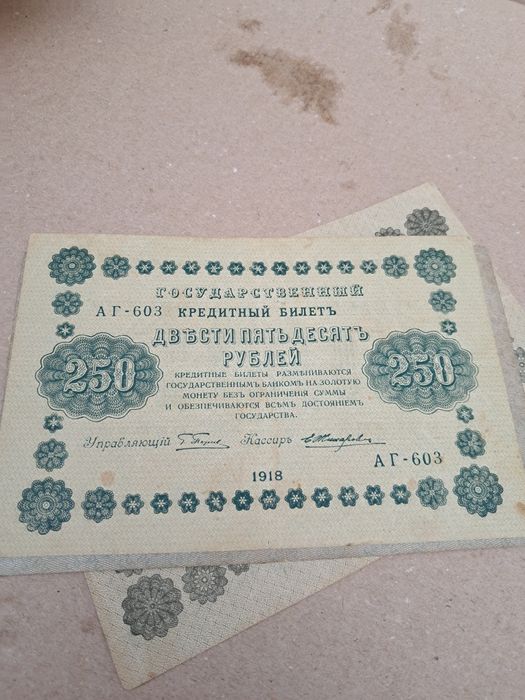 ГОСУДАРСТВЕННЫЙ
АГ-603 КРЕДИТНЫЙ БИЛЕТЪ
ДВѢСТИ ПЯТЬДЕСЯТЪ
РУБЛЕЙ
250
250
КРЕДИТНЫЕ БИЛЕТЫ РАЗМѢНИВАЮТСЯ
ГОСУДАРСТВЕННЫМЪ БАНКОМЪ НА ЗОЛОТУЮ
МОНЕТУ БЕЗЪ ОГРАНИЧЕНІЯ СУММЫ
И ОБЕЗПЕЧИВАЮТСЯ ВСѢМЪ ДОСТОЯНІЕМЪ
ГОСУДАРСТВА.
Управляющій Кассиръ
АГ-603
1918